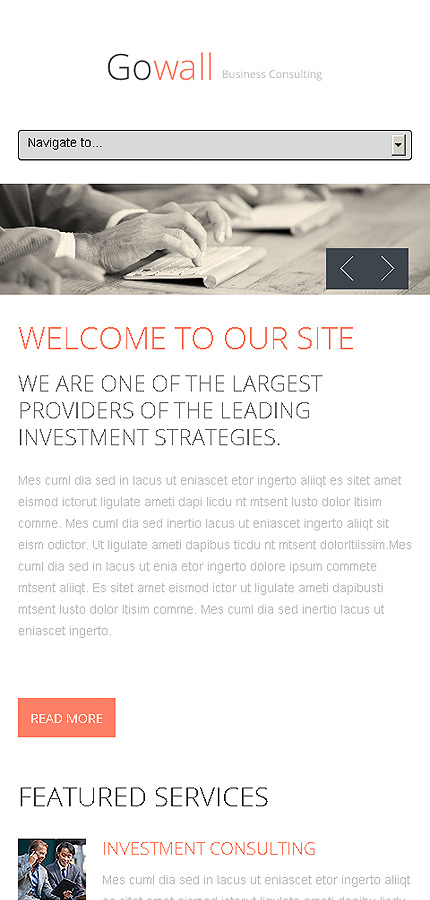 Gowall Business Consulting
Navigate to...
WELCOME TO OUR SITE
WE ARE ONE OF THE LARGEST
PROVIDERS OF THE LEADING
INVESTMENT STRATEGIES.
Mes cuml dia sed in lacus ut eniascet etor ingerto aliiqt es sitet amet
eismod ictorut ligulate ameti dapi licdu nt mtsent lusto dolor ltisim
comme. Mes cuml dia sed inertio lacus ut eniascet ingerto aliiqt sit
eism odictor. Ut ligulate ameti dapibus ticdu nt mtsent doloritiissim.Mes
cuml dia sed in lacus ut enia etor ingerto dolore ipsum commete
mtsent aliiqt. Es sitet amet eismod ictor ut ligulate ameti dapibusti
mtsent lusto dolor ltisim comme. Mes cuml dia sed inertio lacus ut
eniascet ingerto.
READ MORE
FEATURED SERVICES
INVESTMENT CONSULTING
Mes cuml dia sed in lacus ut eniascet etor ingerto aliiqt